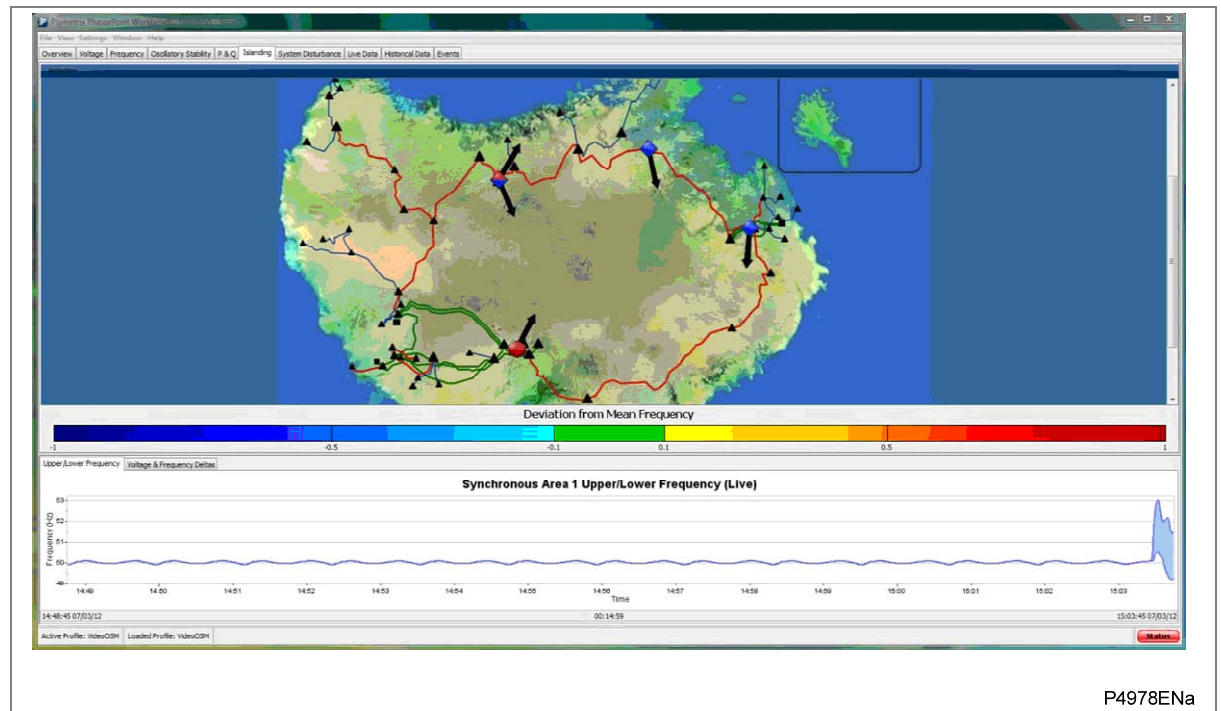 Psymetrix PhasorPoint
File View Settings Window Help
Overview Voltage Frequency Oscillatory Stability P & Q Islanding System Disturbance Live Data Historical Data Events
Deviation from Mean Frequency
-1 -0.5 -0.1 0.1 0.5 1
Upper/Lower Frequency Voltage & Frequency Deltas
Synchronous Area 1 Upper/Lower Frequency (Live)
Frequency (Hz)
53
52
51
50
49
14:49 14:50 14:51 14:52 14:53 14:54 14:55 14:56 14:57 14:58 14:59 15:00 15:01 15:02 15:03
Time
14:48:45 07/03/12 00:14:59 15:03:45 07/03/12
Active Profile: VideoOSM Loaded Profile: VideoOSM Status
P4978ENa